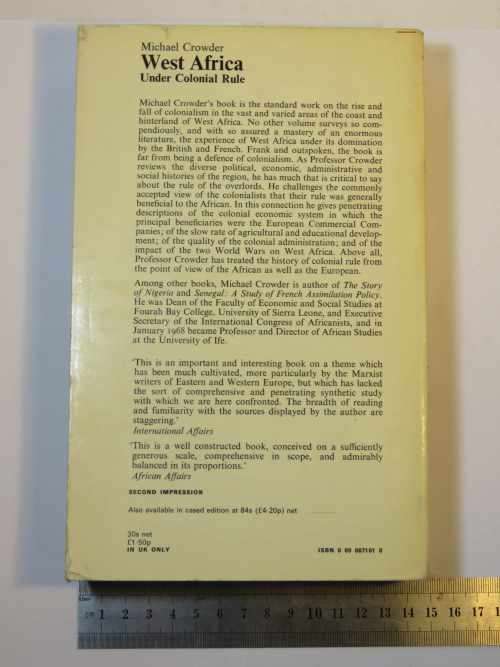 Michael Crowder
West Africa
Under Colonial Rule
Michael Crowder's book is the standard work on the rise and
fall of colonialism in the vast and varied areas of the coast and
hinterland of West Africa. No other volume surveys so com-
pendiously, and with so assured a mastery of an enormous
literature, the experience of West Africa under its domination
by the British and French. Frank and outspoken, the book is
far from being a defence of colonialism. As Professor Crowder
reviews the diverse political, economic, administrative and
social histories of the region, he has much that is critical to say
about the rule of the overlords. He challenges the commonly
accepted view of the colonialists that their rule was generally
beneficial to the African. In this connection he gives penetrating
descriptions of the colonial economic system in which the
principal beneficiaries were the European Commercial Com-
panies; of the slow rate of agricultural and educational develop-
ment; of the quality of the colonial administration; and of the
impact of the two World Wars on West Africa. Above all,
Professor Crowder has treated the history of colonial rule from
the point of view of the African as well as the European.
Among other books, Michael Crowder is author of The Story
of Nigeria and Senegal: A Study of French Assimilation Policy.
He was Dean of the Faculty of Economic and Social Studies at
Fourah Bay College, University of Sierra Leone, and Executive
Secretary of the International Congress of Africanists, and in
January 1968 became Professor and Director of African Studies
at the University of Ife.
'This is an important and interesting book on a theme which
has been much cultivated, more particularly by the Marxist
writers of Eastern and Western Europe, but which has lacked
the sort of comprehensive and penetrating synthetic study
with which we are here confronted. The breadth of reading
and familiarity with the sources displayed by the author are
staggering.'
International Affairs
'This is a well constructed book, conceived on a sufficiently
generous scale, comprehensive in scope, and admirably
balanced in its proportions.'
African Affairs
SECOND IMPRESSION
Also available in cased edition at 84s (£4·20p) net
30s net
£1·50p
IN UK ONLY
ISBN 0 09 087101 0
1 2 3 4 5 6 7 8 9 10 11 12 13 14 15 16 17 1